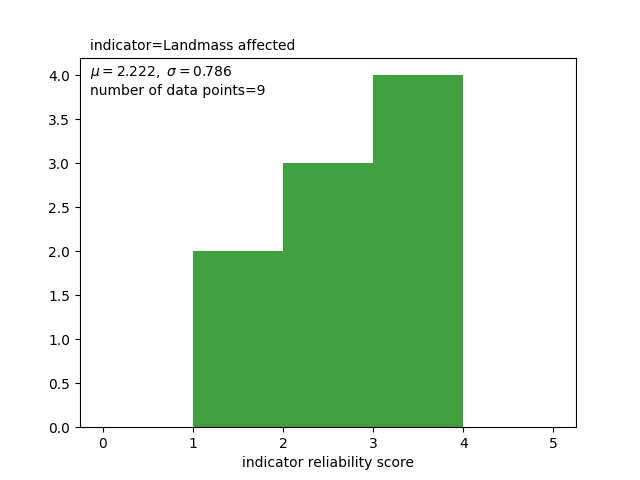 indicator=Landmass affected
μ = 2.222, σ = 0.786
number of data points=9
4.0
3.5
3.0
2.5
2.0
1.5
1.0
0.5
0.0
0 1 2 3 4 5
indicator reliability score